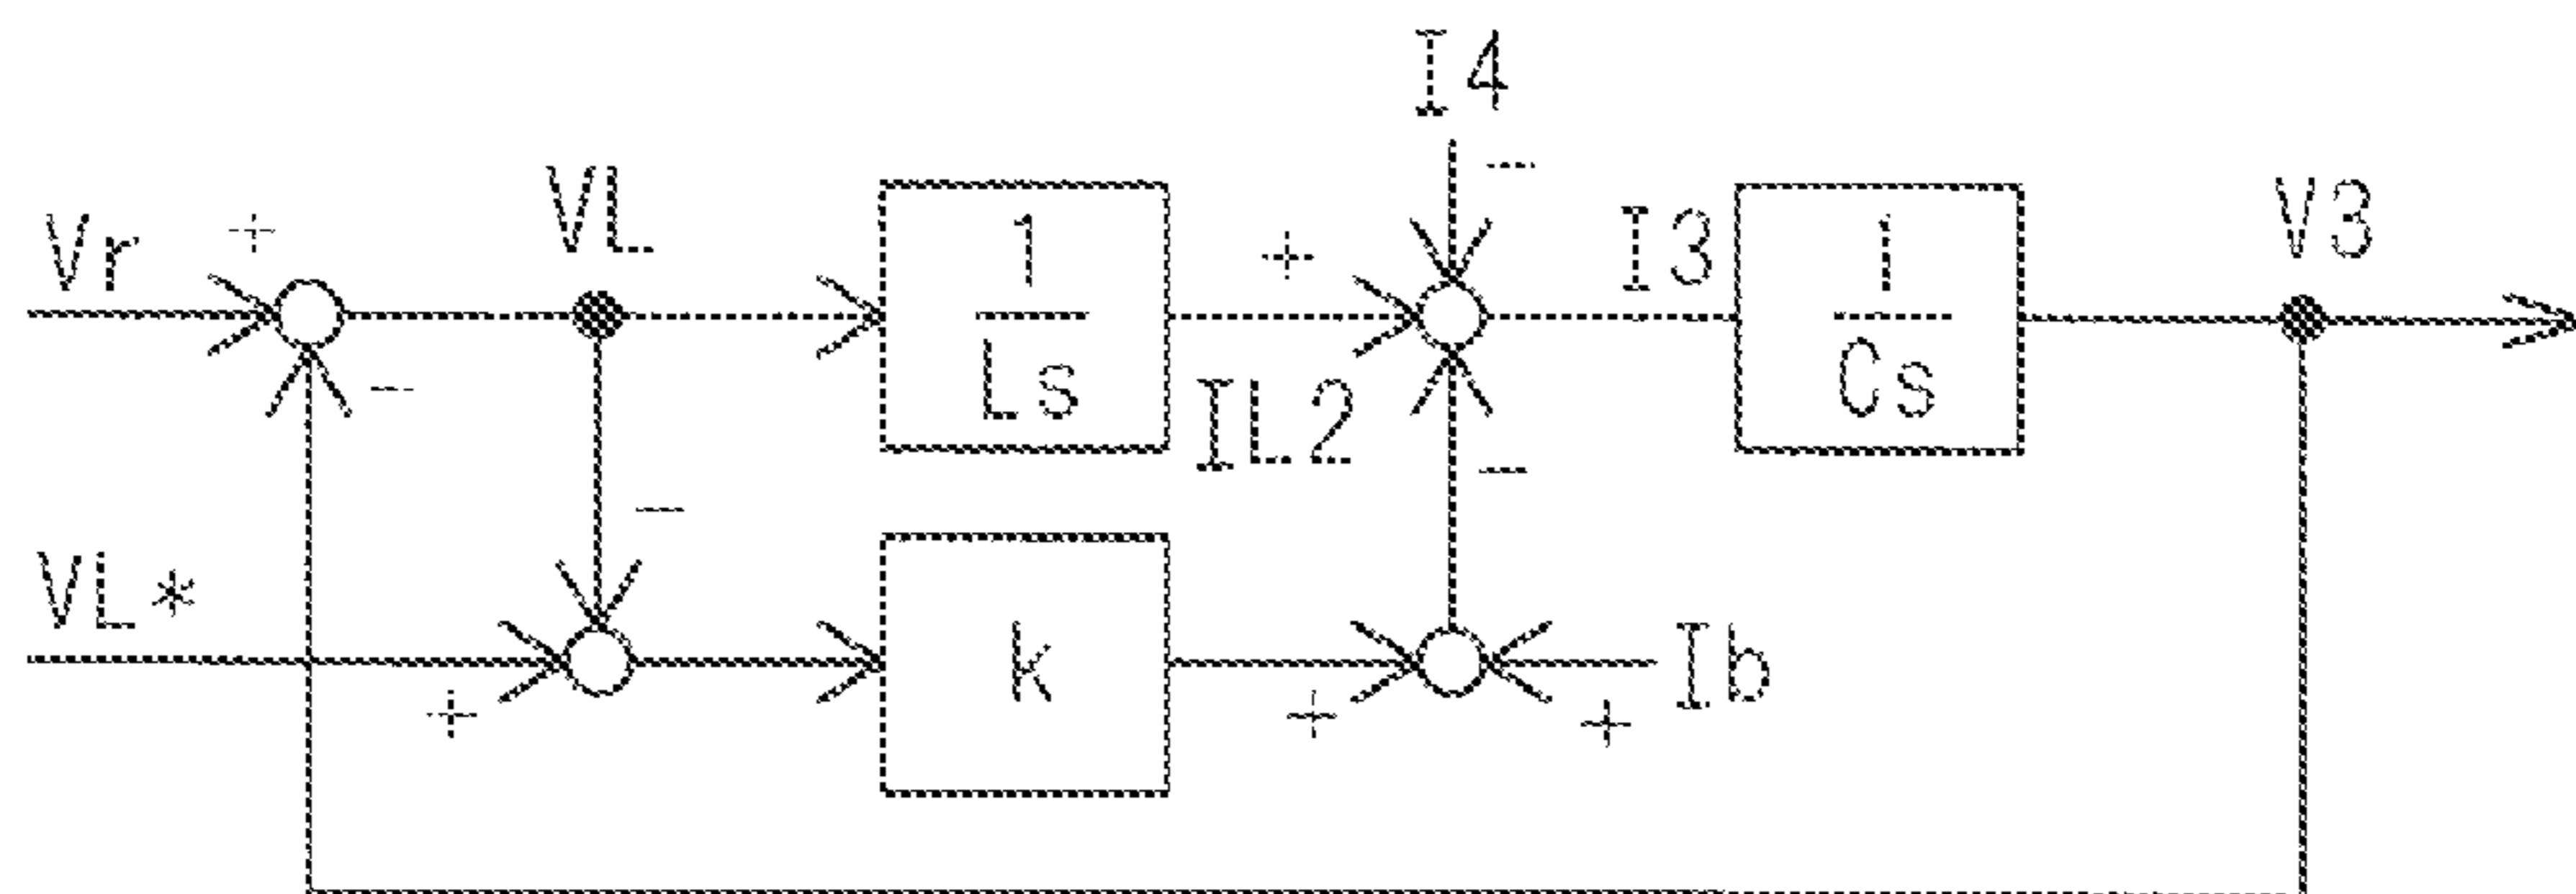 I4
Vr + VL 1/Ls + IL2 - I3 1/Cs V3
-
-
-
VL* + k + Ib +